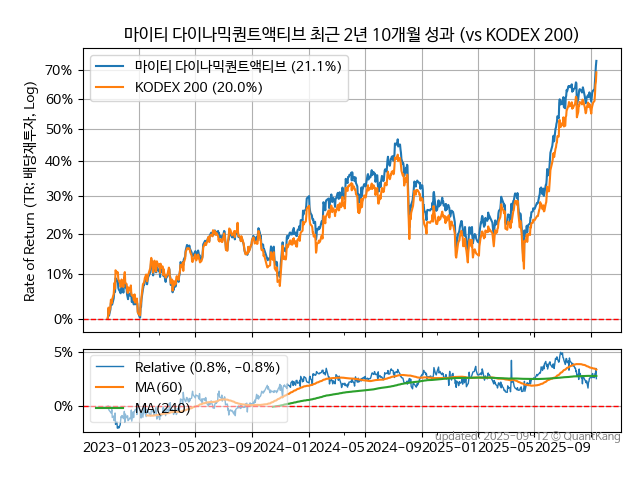 마이티 다이나믹퀀트액티브 최근 2년 10개월 성과 (vs KODEX 200)
마이티 다이나믹퀀트액티브 (21.1%)
KODEX 200 (20.0%)
Rate of Return (TR: 배당재투자, Log)
70%
60%
50%
40%
30%
20%
10%
0%
Relative (0.8%, −0.8%)
MA(60)
MA(240)
5%
0%
2023−01 2023−05 2023−09 2024−01 2024−05 2024−09 2025−01 2025−05 2025−09
updated: 2025-09-12 © QuantKang